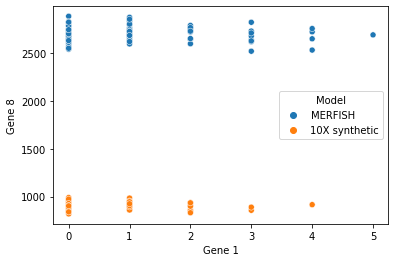 2500
2000
1500
1000
Gene 8
Model
MERFISH
10X synthetic
0 1 2 3 4 5
Gene 1